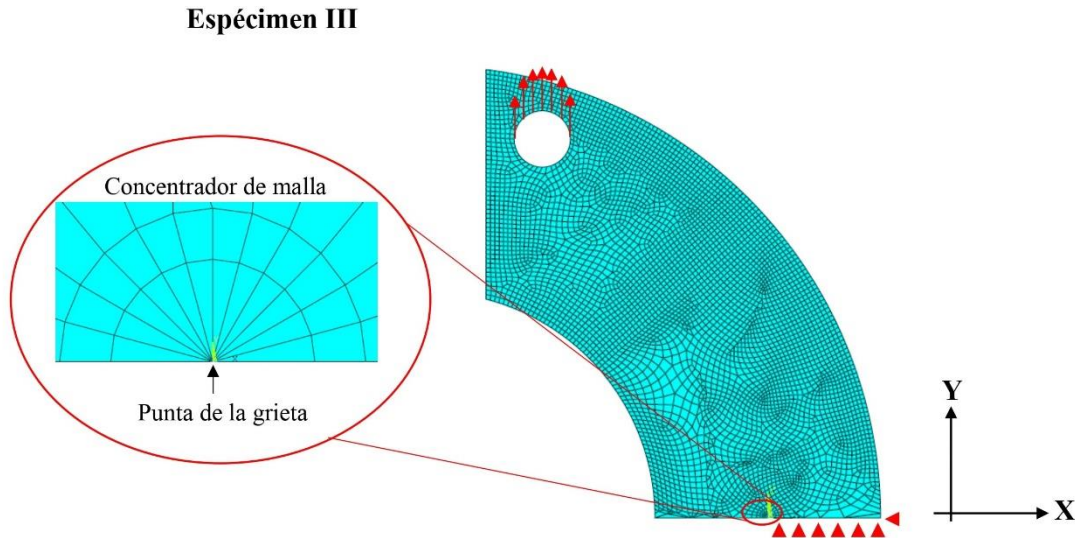 Espécimen III
Concentrador de malla
Punta de la grieta
Y
X